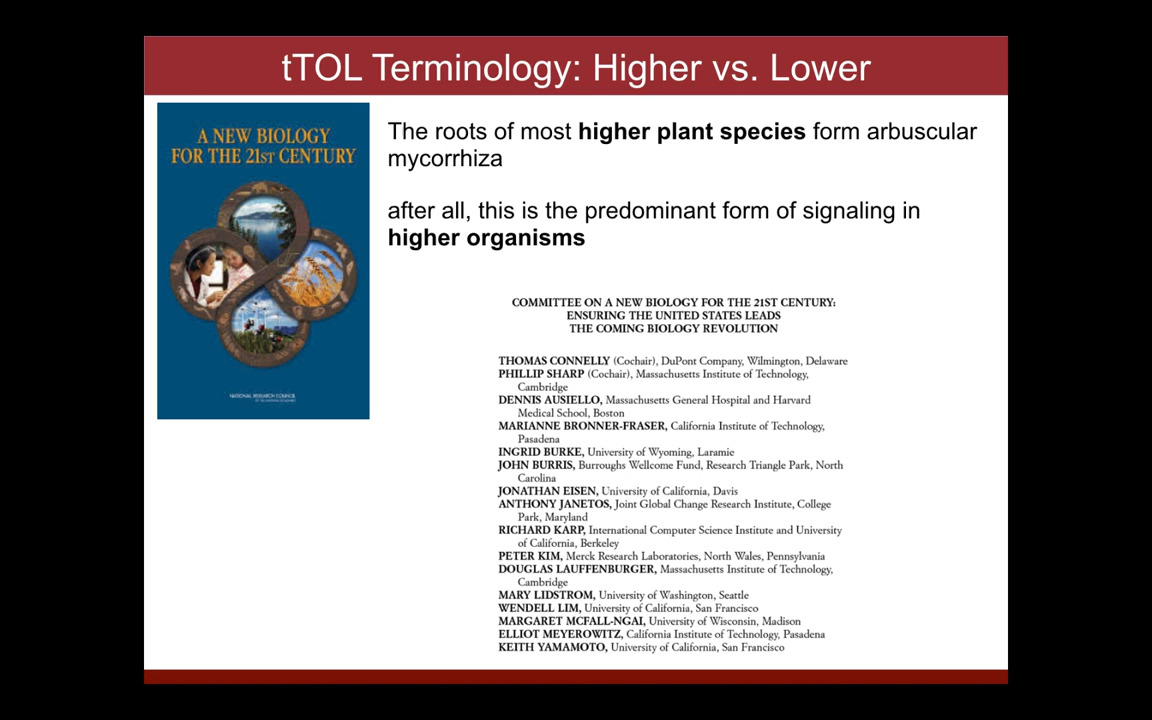 tTOL Terminology: Higher vs. Lower
A NEW BIOLOGY
FOR THE 21ST CENTURY
NATIONAL RESEARCH COUNCIL
The roots of most higher plant species form arbuscular
mycorrhiza
after all, this is the predominant form of signaling in
higher organisms
COMMITTEE ON A NEW BIOLOGY FOR THE 21ST CENTURY:
ENSURING THE UNITED STATES LEADS
THE COMING BIOLOGY REVOLUTION
THOMAS CONNELLY (Cochair), DuPont Company, Wilmington, Delaware
PHILLIP SHARP (Cochair), Massachusetts Institute of Technology,
Cambridge
DENNIS AUSIELLO, Massachusetts General Hospital and Harvard
Medical School, Boston
MARIANNE BRONNER-FRASER, California Institute of Technology,
Pasadena
INGRID BURKE, University of Wyoming, Laramie
JOHN BURRIS, Burroughs Wellcome Fund, Research Triangle Park, North
Carolina
JONATHAN EISEN, University of California, Davis
ANTHONY JANETOS, Joint Global Change Research Institute, College
Park, Maryland
RICHARD KARP, International Computer Science Institute and University
of California, Berkeley
PETER KIM, Merck Research Laboratories, North Wales, Pennsylvania
DOUGLAS LAUFFENBURGER, Massachusetts Institute of Technology,
Cambridge
MARY LIDSTROM, University of Washington, Seattle
WENDELL LIM, University of California, San Francisco
MARGARET MCFALL-NGAI, University of Wisconsin, Madison
ELLIOT MEYEROWITZ, California Institute of Technology, Pasadena
KEITH YAMAMOTO, University of California, San Francisco